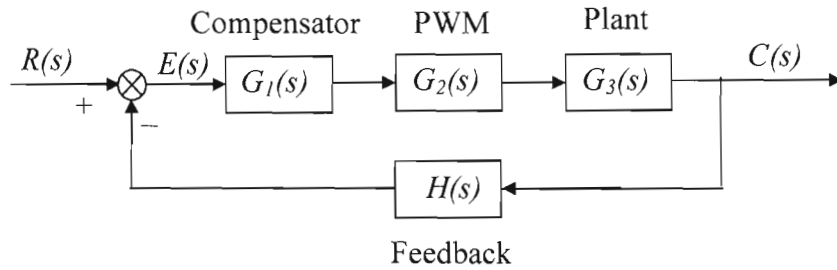 Compensator PWM Plant
R(s) E(s) G₁(s) G₂(s) G₃(s) C(s)
+
−
H(s)
Feedback